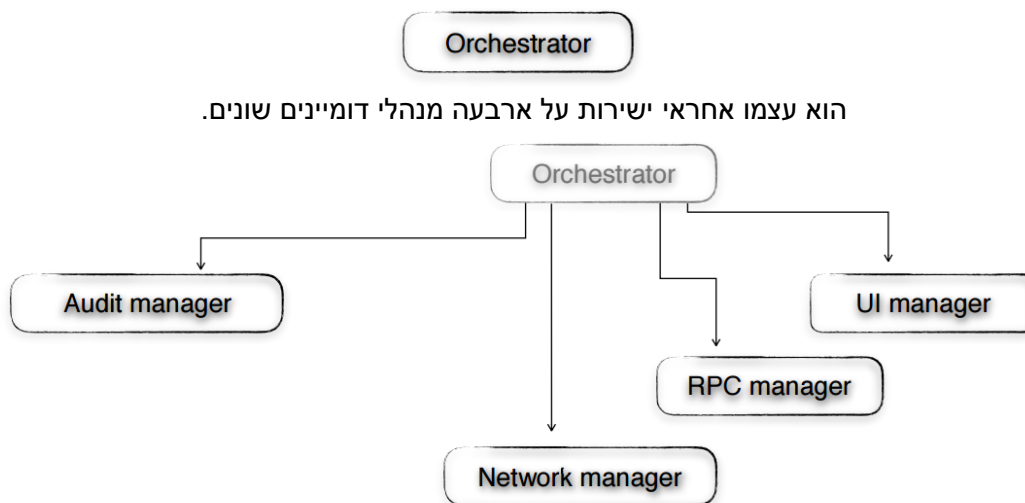 Orchestrator
הוא עצמו אחראי ישירות על ארבעה מנהלי דומיינים שונים.
Orchestrator
Audit manager
UI manager
RPC manager
Network manager